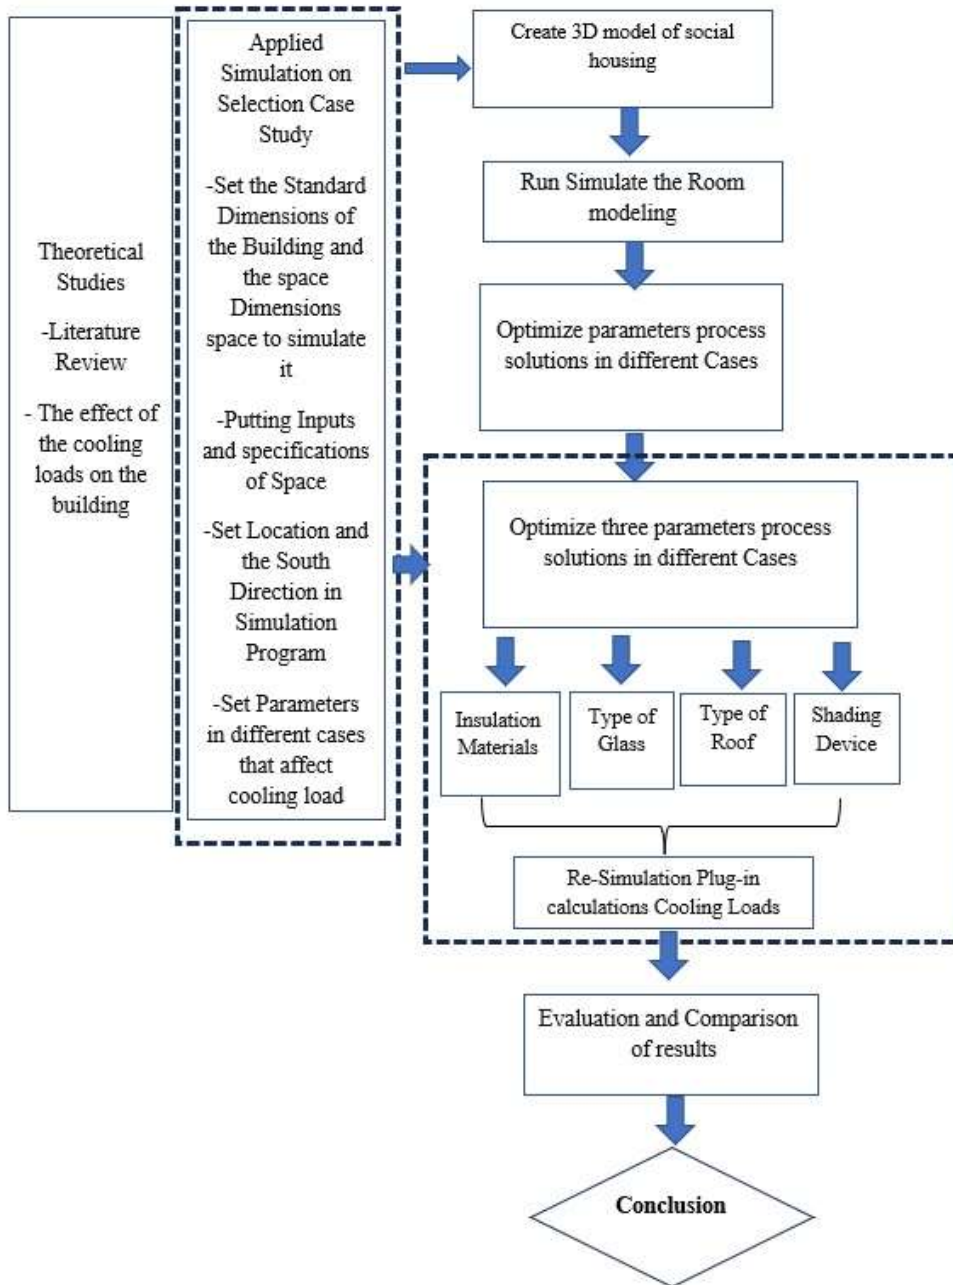 Theoretical
Studies
-Literature
Review
- The effect of
the cooling
loads on the
building
Applied
Simulation on
Selection Case
Study
-Set the Standard
Dimensions of
the Building and
the space
Dimensions
space to simulate
it
-Putting Inputs
and specifications
of Space
-Set Location and
the South
Direction in
Simulation
Program
-Set Parameters
in different cases
that affect
cooling load
Create 3D model of social
housing
Run Simulate the Room
modeling
Optimize parameters process
solutions in different Cases
Optimize three parameters process
solutions in different Cases
Insulation
Materials
Type of
Glass
Type of
Roof
Shading
Device
Re-Simulation Plug-in
calculations Cooling Loads
Evaluation and Comparison
of results
Conclusion